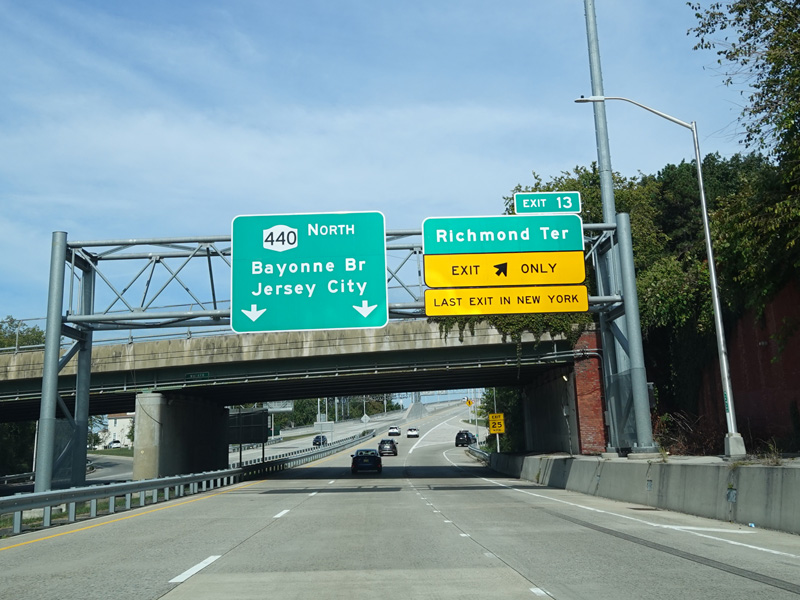 440 NORTH
Bayonne Br
Jersey City
EXIT 13
Richmond Ter
EXIT ONLY
LAST EXIT IN NEW YORK
EXIT
25